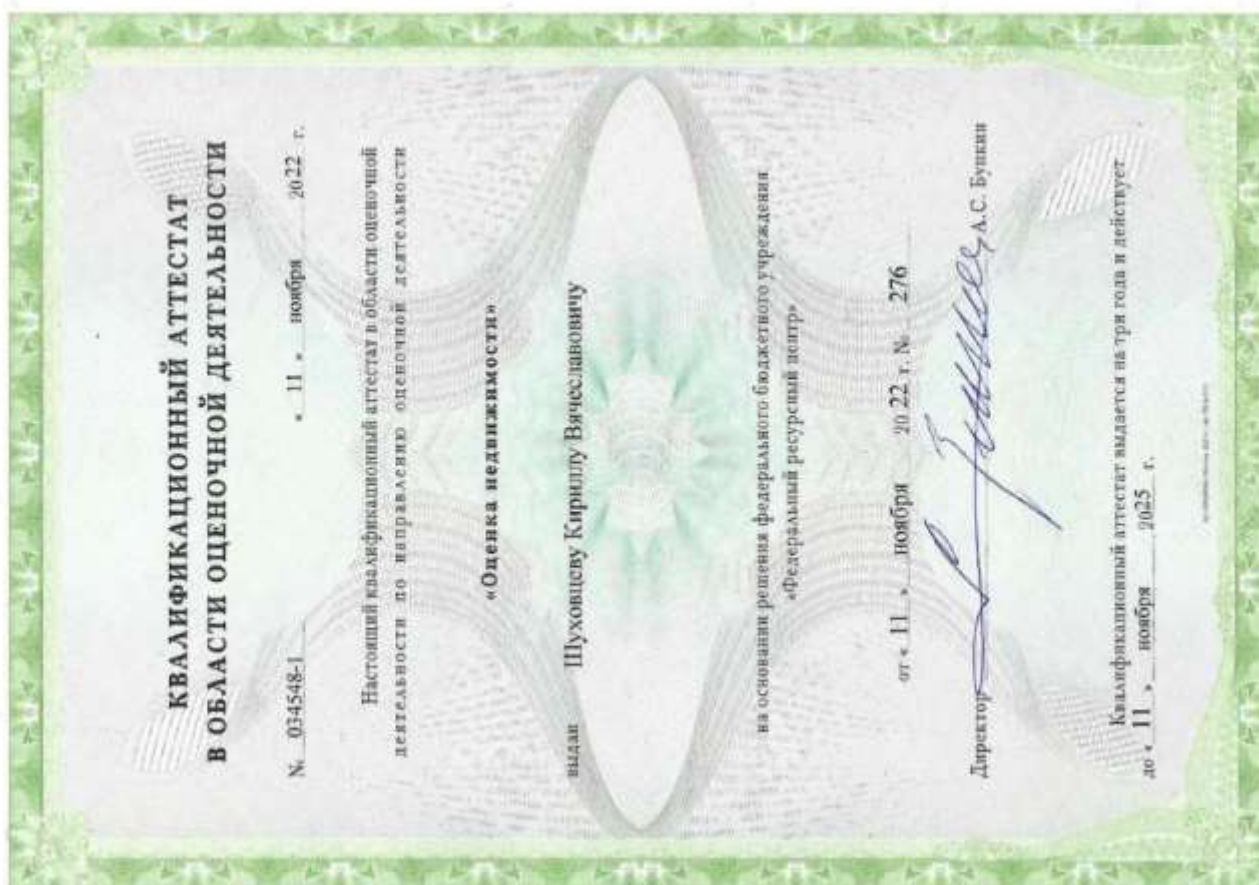 КВАЛИФИКАЦИОННЫЙ АТТЕСТАТ
В ОБЛАСТИ ОЦЕНОЧНОЙ ДЕЯТЕЛЬНОСТИ
№ 034548-1 « 11 » ноября 2022 г.
Настоящий квалификационный аттестат в области оценочной
деятельности по направлению оценочной деятельности
«Оценка недвижимости»
выдан Шуховцеву Кириллу Вячеславовичу
на основании решения федерального бюджетного учреждения
«Федеральный ресурсный центр»
от « 11 » ноября 20 22 г. № 276
Директор А.С. Бункин
Квалификационный аттестат выдается на три года и действует
до « 11 » ноября 2025 г.